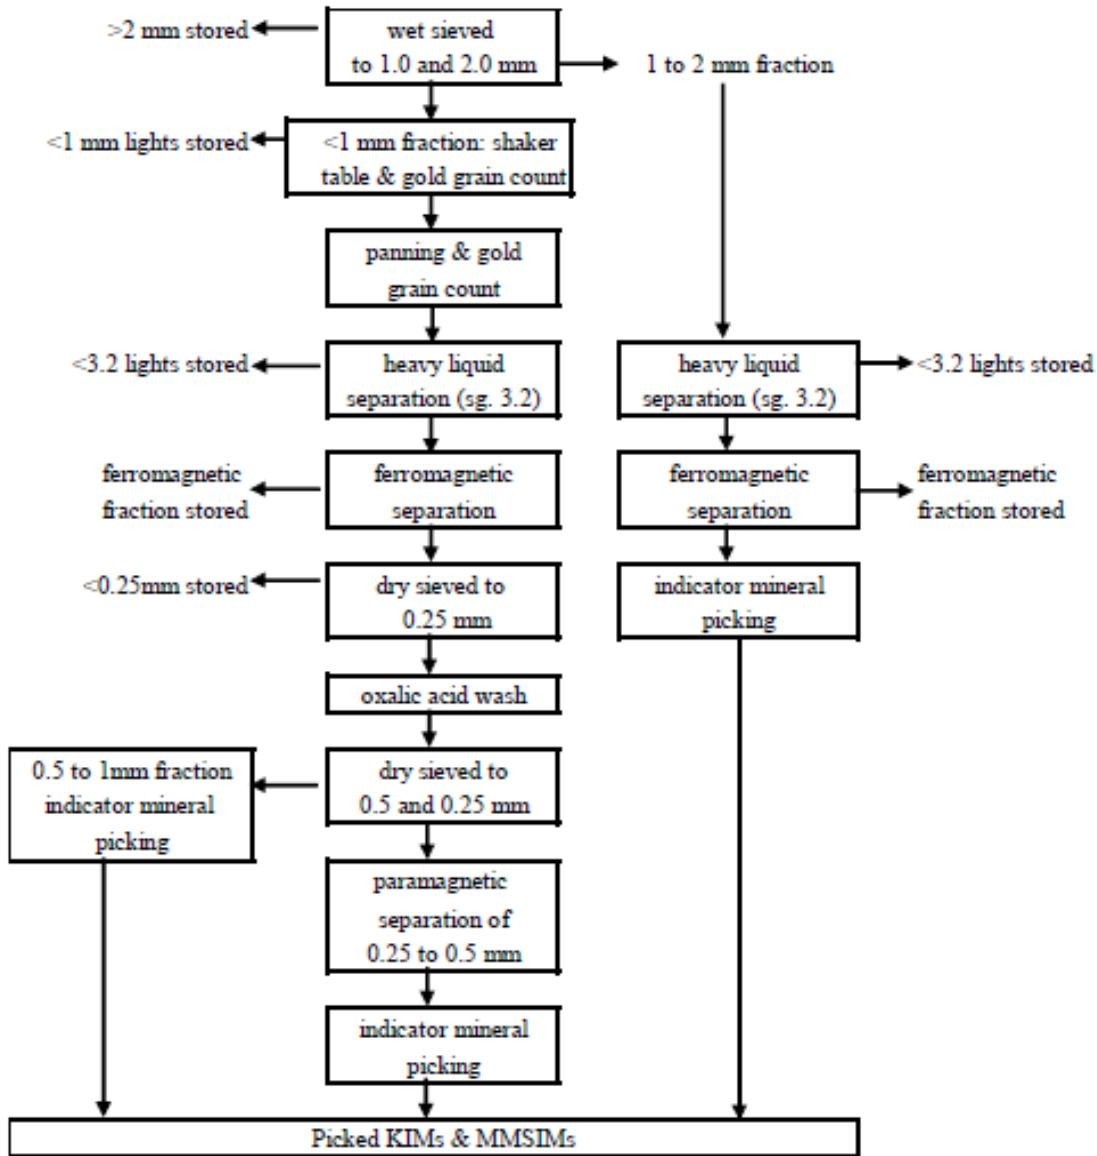 >2 mm stored
wet sieved
to 1.0 and 2.0 mm
1 to 2 mm fraction
<1 mm lights stored
<1 mm fraction: shaker
table & gold grain count
panning & gold
grain count
<3.2 lights stored
heavy liquid
separation (sg. 3.2)
heavy liquid
separation (sg. 3.2)
<3.2 lights stored
ferromagnetic
fraction stored
ferromagnetic
separation
ferromagnetic
separation
ferromagnetic
fraction stored
<0.25mm stored
dry sieved to
0.25 mm
indicator mineral
picking
oxalic acid wash
0.5 to 1mm fraction
indicator mineral
picking
dry sieved to
0.5 and 0.25 mm
paramagnetic
separation of
0.25 to 0.5 mm
indicator mineral
picking
Picked KIMs & MMSIMs